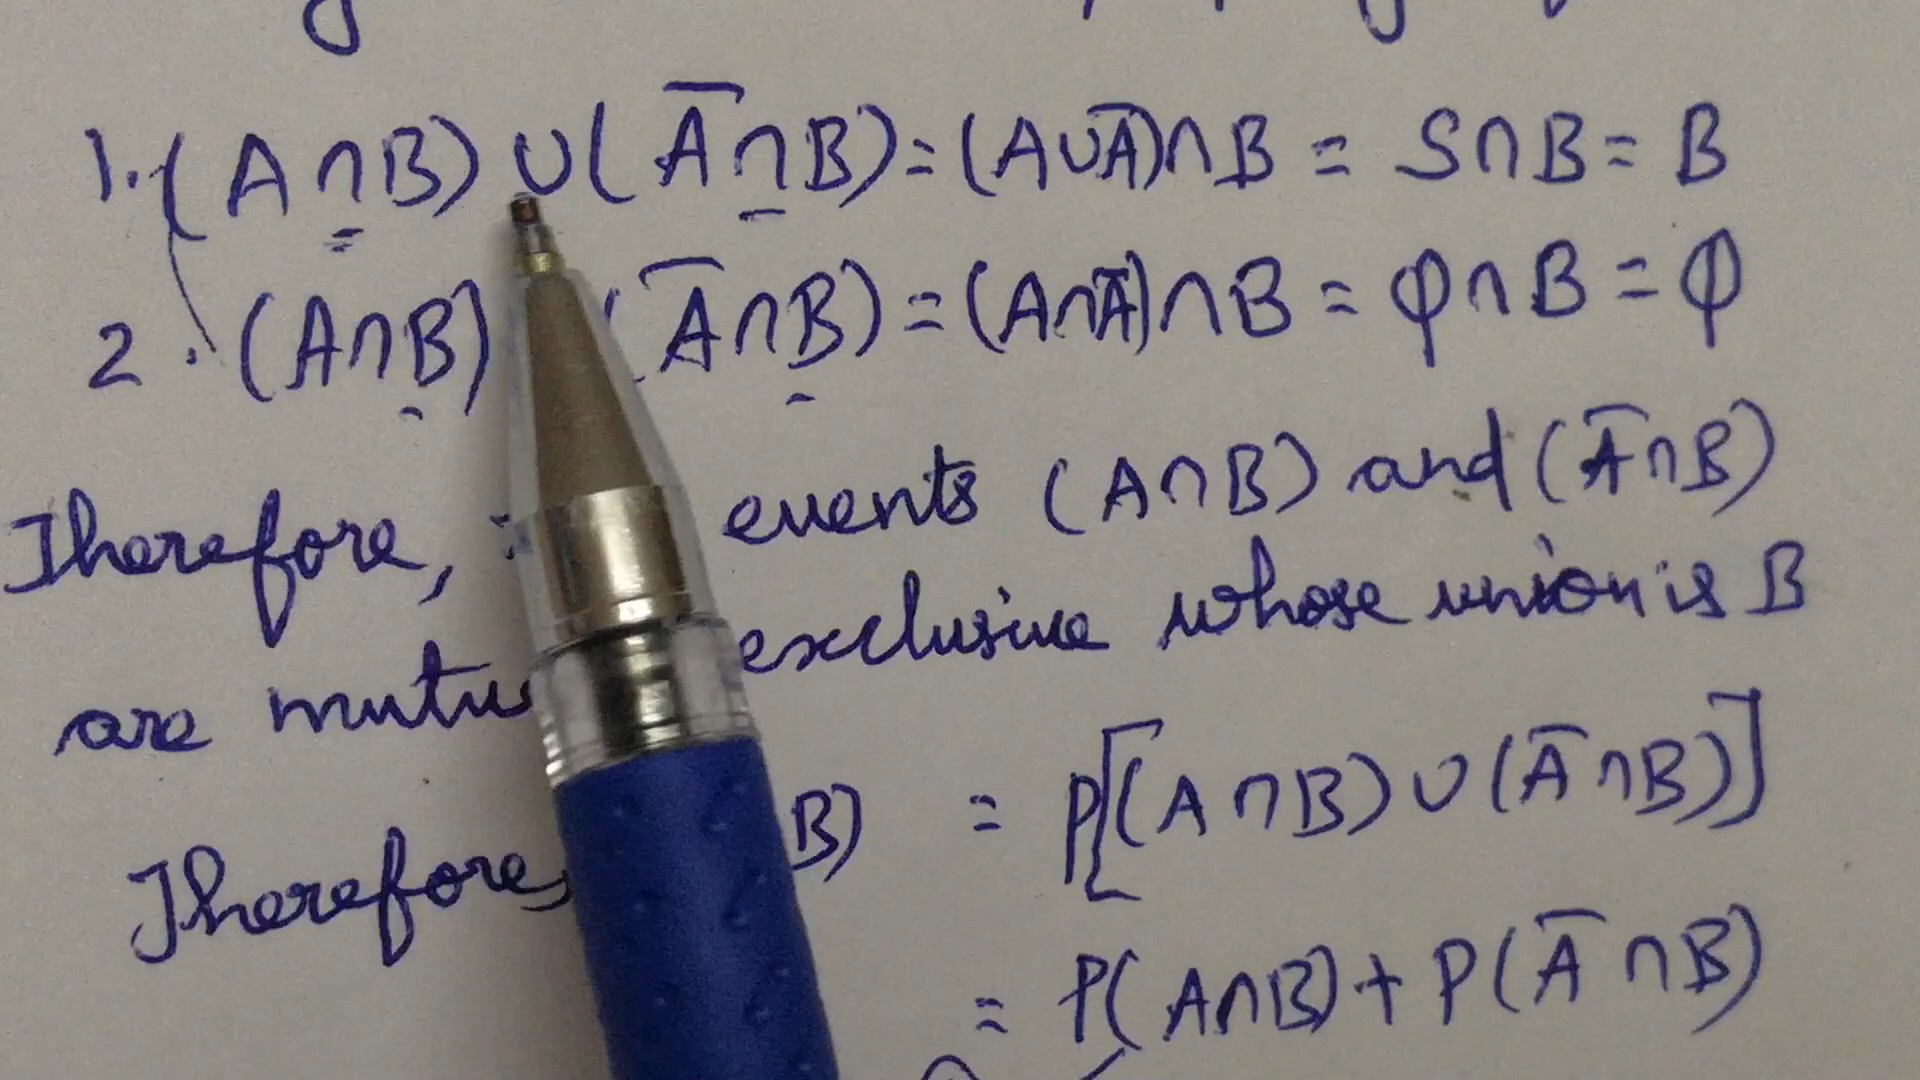 1. (A∩B) ∪ (A̅∩B) = (A∪A̅)∩B = S∩B = B
2. (A∩B) (A̅∩B) = (A∩A̅)∩B = φ∩B = φ
Therefore, events (A∩B) and (A̅∩B)
are exclusive whose union is B
Therefore, B) = P[(A∩B) ∪ (A̅∩B)]
= P(A∩B) + P(A̅∩B)